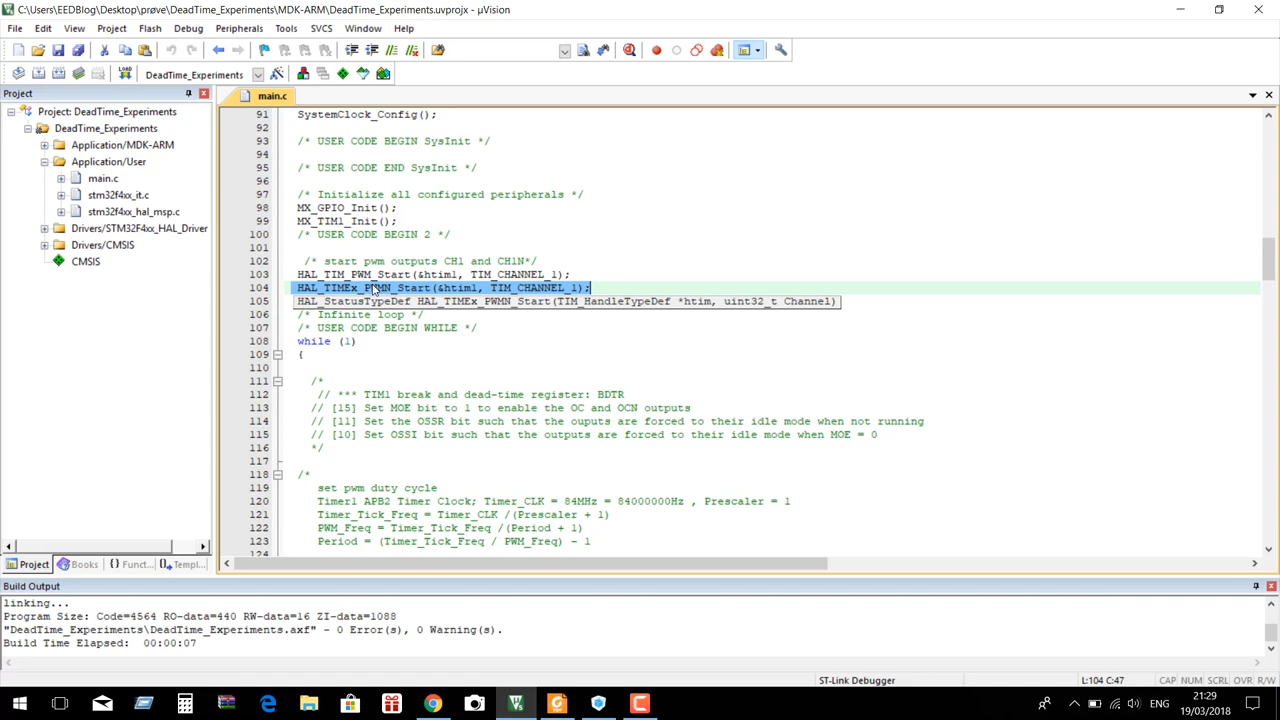 C:\Users\EEDBlog\Desktop\prøve\DeadTime_Experiments\MDK-ARM\DeadTime_Experiments.uvprojx - µVision
File Edit View Project Flash Debug Peripherals Tools SVCS Window Help
LOAD DeadTime_Experiments
Project
Project: DeadTime_Experiments
DeadTime_Experiments
Application/MDK-ARM
Application/User
main.c
stm32f4xx_it.c
stm32f4xx_hal_msp.c
Drivers/STM32F4xx_HAL_Driver
Drivers/CMSIS
CMSIS
Project Books {} Funct... Templ...
main.c
91 SystemClock_Config();
92
93 /* USER CODE BEGIN SysInit */
94
95 /* USER CODE END SysInit */
96
97 /* Initialize all configured peripherals */
98 MX_GPIO_Init();
99 MX_TIM1_Init();
100 /* USER CODE BEGIN 2 */
101
102 /* start pwm outputs CH1 and CH1N*/
103 HAL_TIM_PWM_Start(&htim1, TIM_CHANNEL_1);
104 HAL_TIMEx_PWMN_Start(&htim1, TIM_CHANNEL_1);
105 HAL_StatusTypeDef HAL_TIMEx_PWMN_Start(TIM_HandleTypeDef *htim, uint32_t Channel)
106 /* Infinite loop */
107 /* USER CODE BEGIN WHILE */
108 while (1)
109 {
110
111 /*
112 // *** TIM1 break and dead-time register: BDTR
113 // [15] Set MOE bit to 1 to enable the OC and OCN outputs
114 // [11] Set the OSSR bit such that the ouputs are forced to their idle mode when not running
115 // [10] Set OSSI bit such that the outputs are forced to their idle mode when MOE = 0
116 */
117
118 /*
119 set pwm duty cycle
120 Timer1 APB2 Timer Clock; Timer_CLK = 84MHz = 84000000Hz , Prescaler = 1
121 Timer_Tick_Freq = Timer_CLK /(Prescaler + 1)
122 PWM_Freq = Timer_Tick_Freq /(Period + 1)
123 Period = (Timer_Tick_Freq / PWM_Freq) - 1
124
Build Output
linking...
Program Size: Code=4564 RO-data=440 RW-data=16 ZI-data=1088
"DeadTime_Experiments\DeadTime_Experiments.axf" - 0 Error(s), 0 Warning(s).
Build Time Elapsed: 00:00:07
ST-Link Debugger L:104 C:47 CAP NUM SCRL OVR R/W
ENG 21:29
19/03/2018